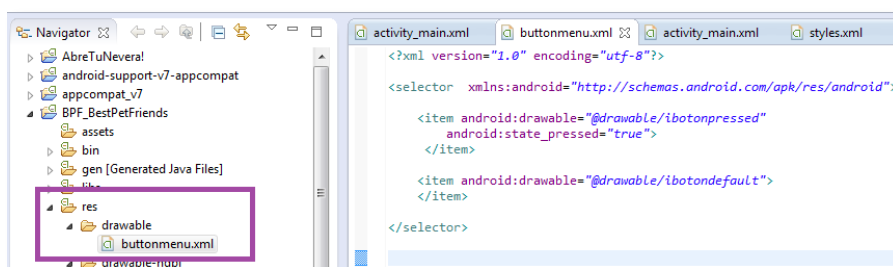 Navigator
AbreTuNevera!
android-support-v7-appcompat
appcompat_v7
BPF_BestPetFriends
assets
bin
gen [Generated Java Files]
libs
res
drawable
buttonmenu.xml
drawable-hdpi
activity_main.xml buttonmenu.xml activity_main.xml styles.xml
<?xml version="1.0" encoding="utf-8"?>
<selector xmlns:android="http://schemas.android.com/apk/res/android">
<item android:drawable="@drawable/ibotonpressed"
android:state_pressed="true">
</item>
<item android:drawable="@drawable/ibotondefault">
</item>
</selector>